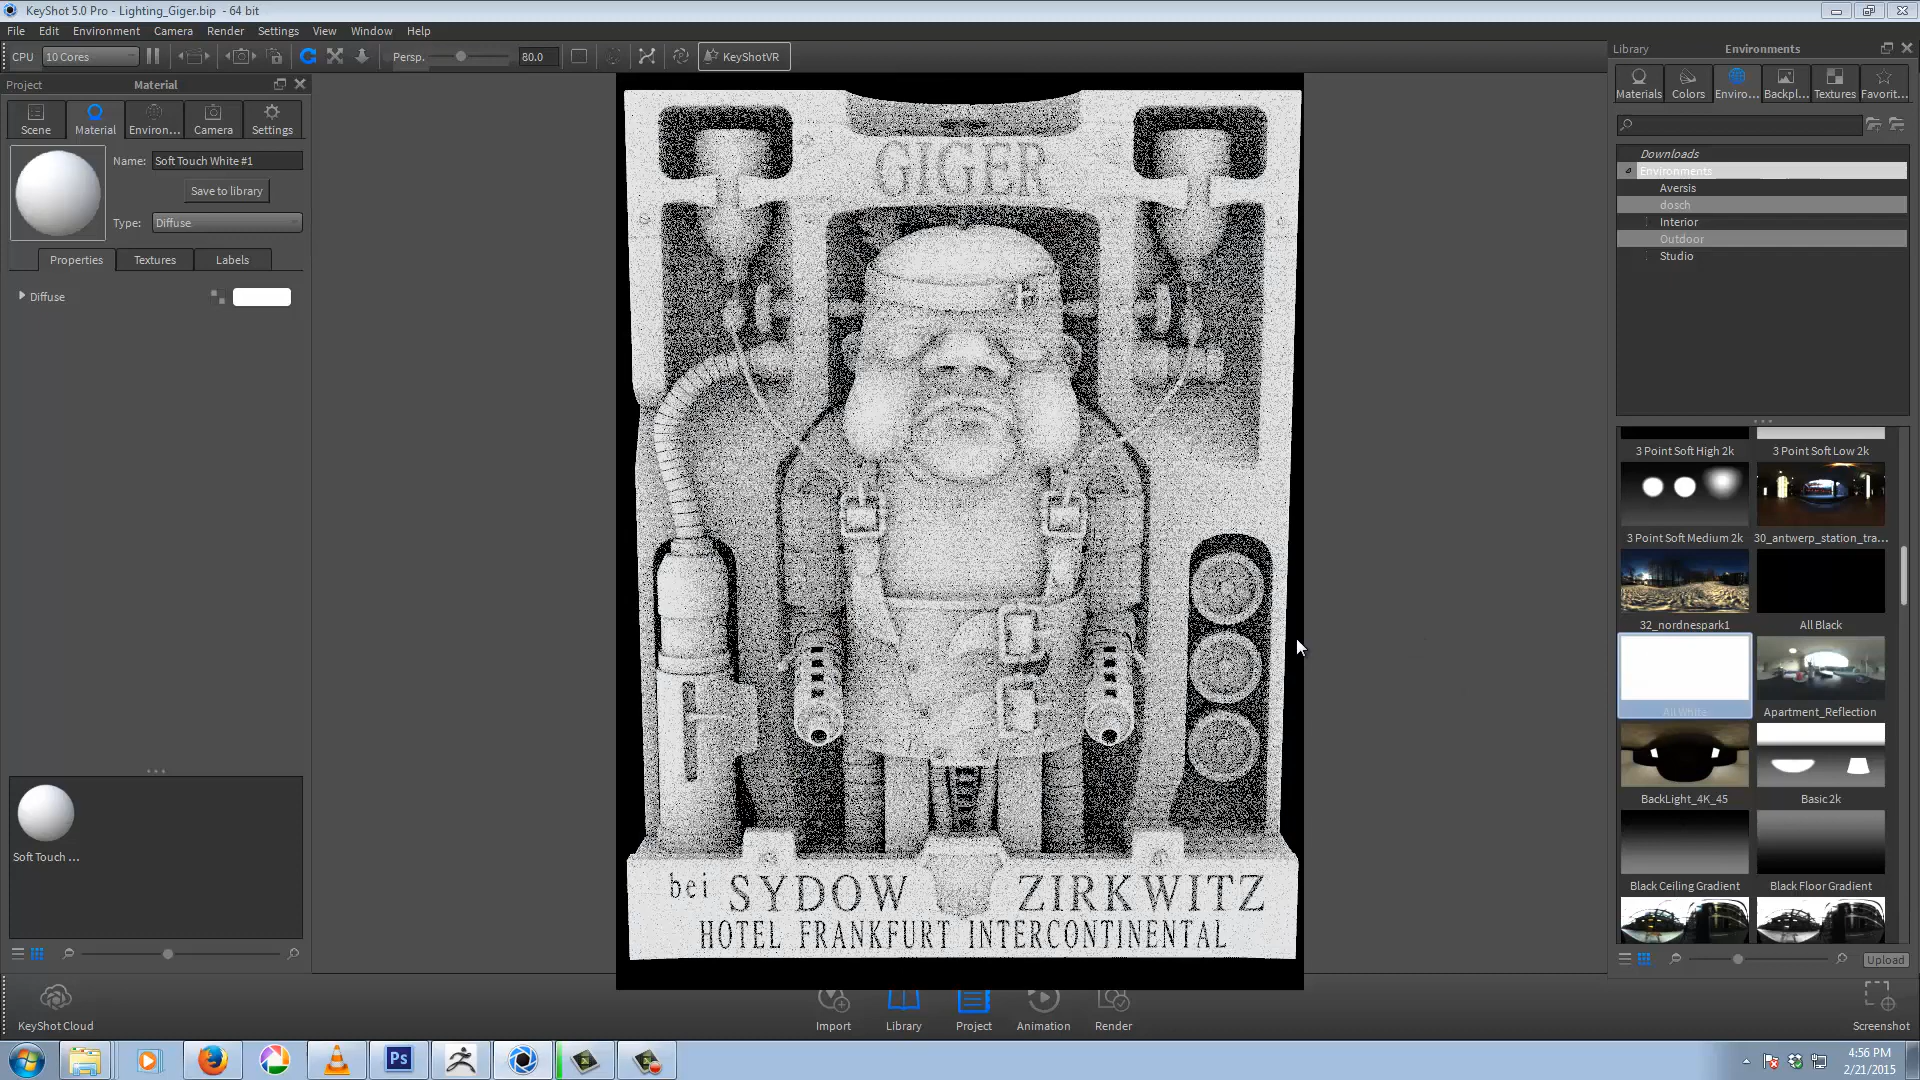 KeyShot 5.0 Pro - Lighting_Giger.bip - 64 bit
File Edit Environment Camera Render Settings View Window Help
CPU 10 Cores Persp. 80.0 KeyShotVR
Project Material
Scene Material Environ... Camera Settings
Name: Soft Touch White #1
Save to library
Type: Diffuse
Properties Textures Labels
Diffuse
Soft Touch ...
GIGER
bei SYDOW ZIRKWITZ
HOTEL FRANKFURT INTERCONTINENTAL
Library Environments
Materials Colors Enviro... Backpl... Textures Favorit...
Downloads
Environments
Aversis
dosch
Interior
Outdoor
Studio
3 Point Soft High 2k 3 Point Soft Low 2k
3 Point Soft Medium 2k 30_antwerp_station_tra...
32_nordnespark1 All Black
All White Apartment_Reflection
BackLight_4K_45 Basic 2k
Black Ceiling Gradient Black Floor Gradient
Upload
KeyShot Cloud Import Library Project Animation Render Screenshot
Ps
4:56 PM
2/21/2015